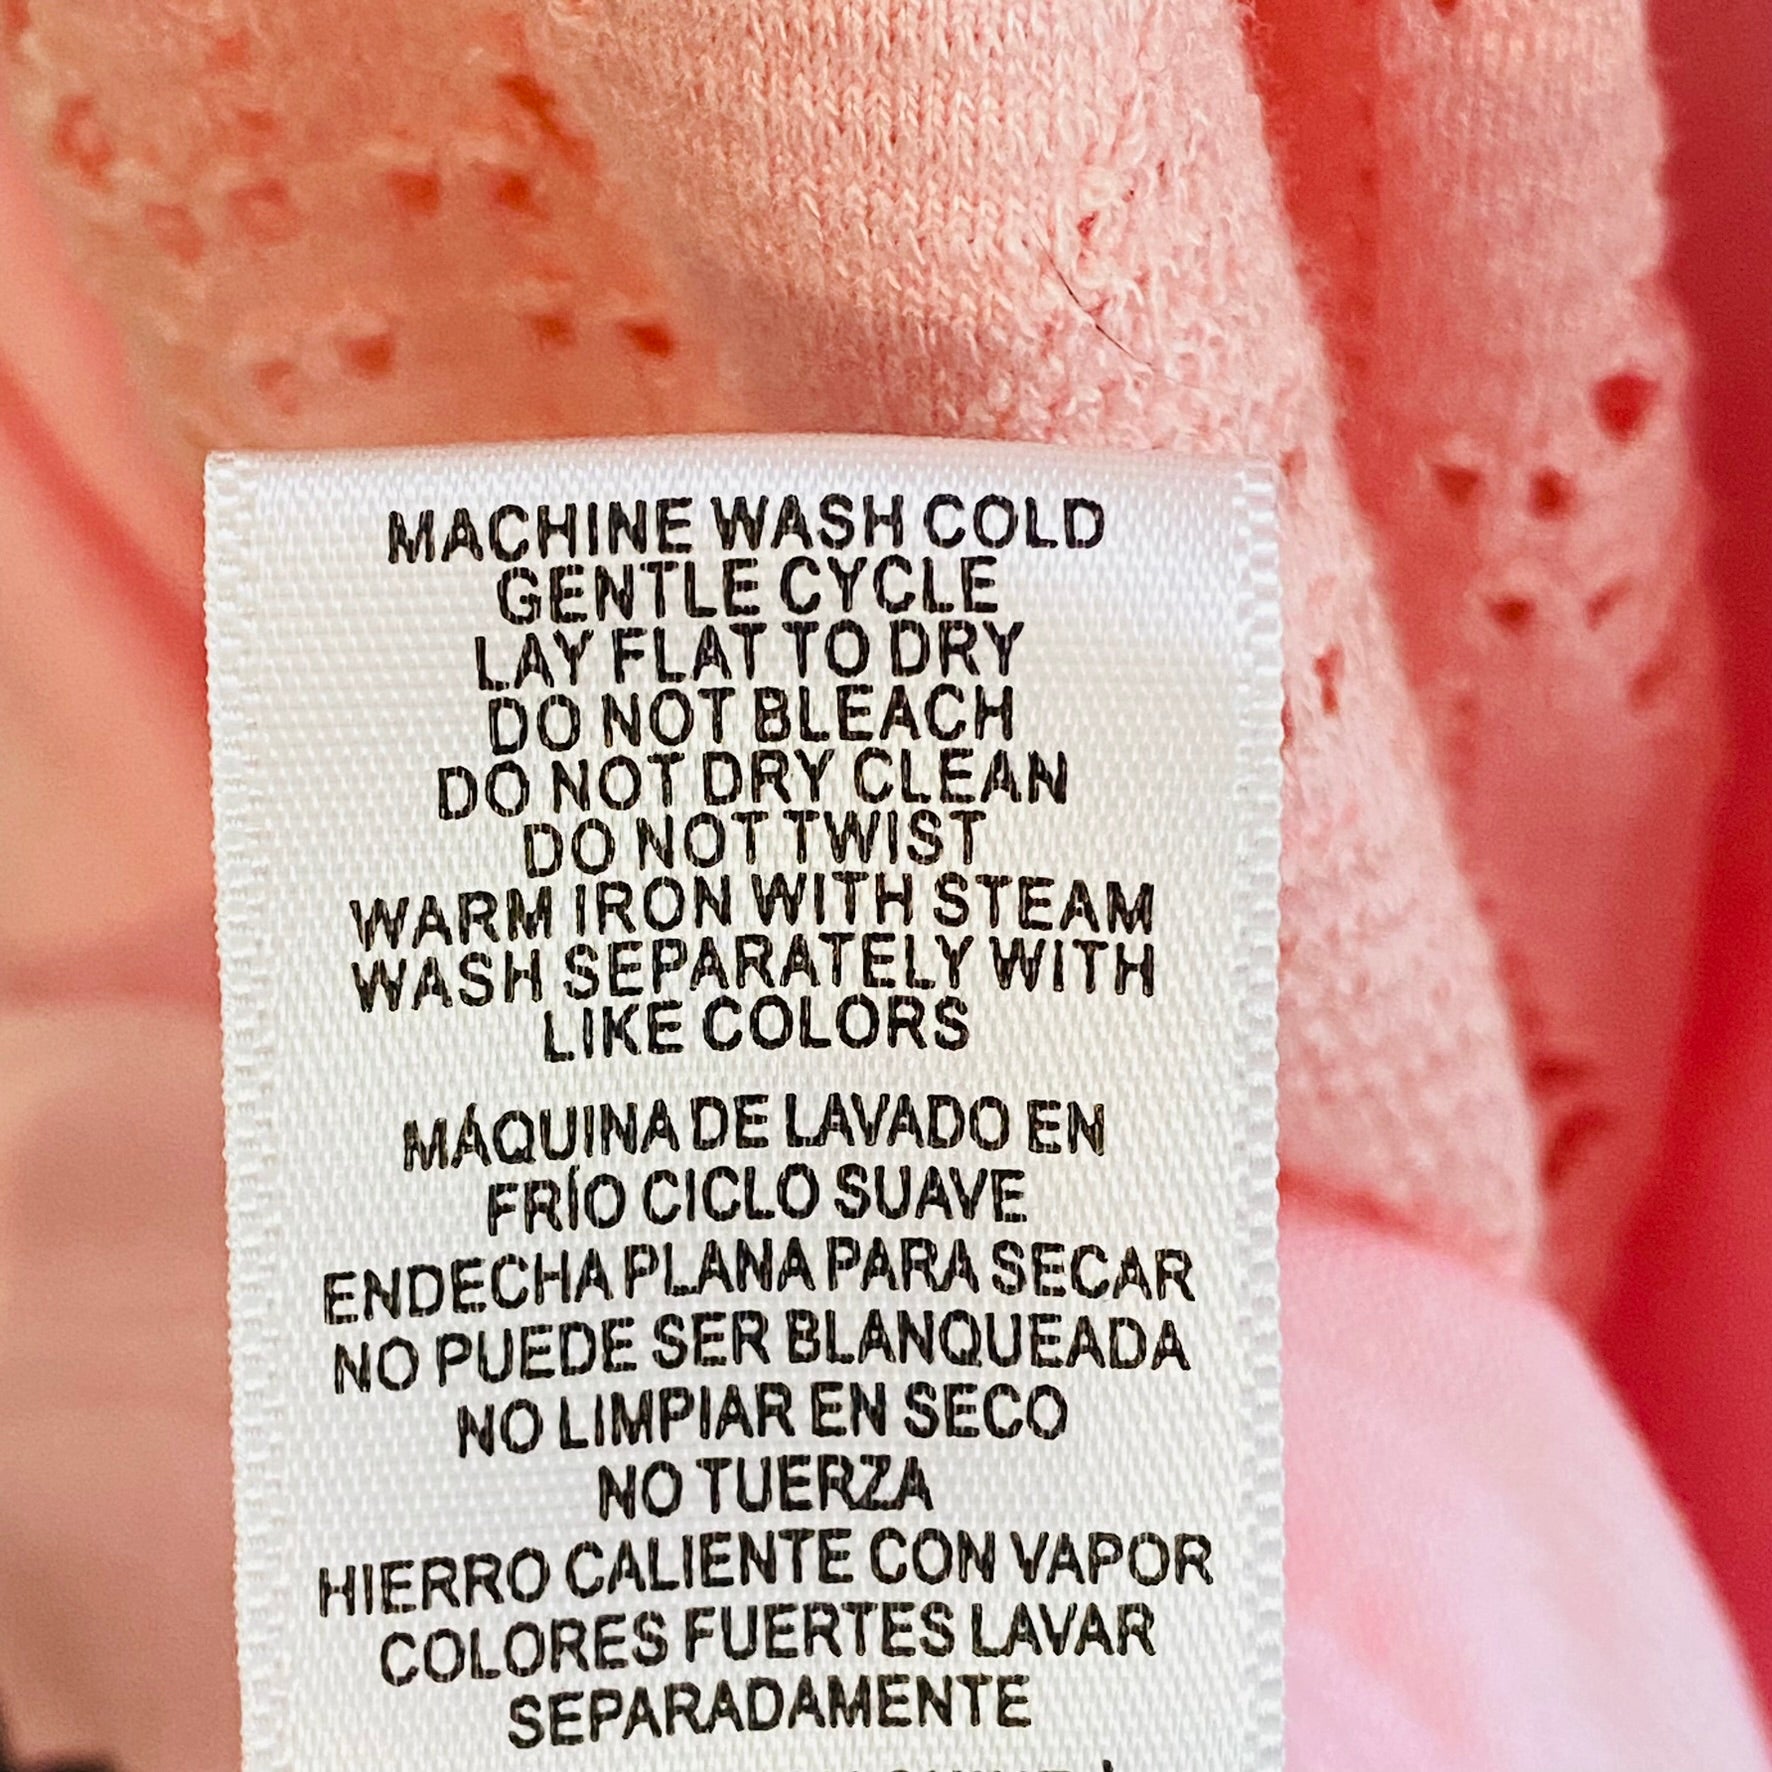 MACHINE WASH COLD
GENTLE CYCLE
LAY FLAT TO DRY
DO NOT BLEACH
DO NOT DRY CLEAN
DO NOT TWIST
WARM IRON WITH STEAM
WASH SEPARATELY WITH
LIKE COLORS
MÁQUINA DE LAVADO EN
FRÍO CICLO SUAVE
ENDECHA PLANA PARA SECAR
NO PUEDE SER BLANQUEADA
NO LIMPIAR EN SECO
NO TUERZA
HIERRO CALIENTE CON VAPOR
COLORES FUERTES LAVAR
SEPARADAMENTE